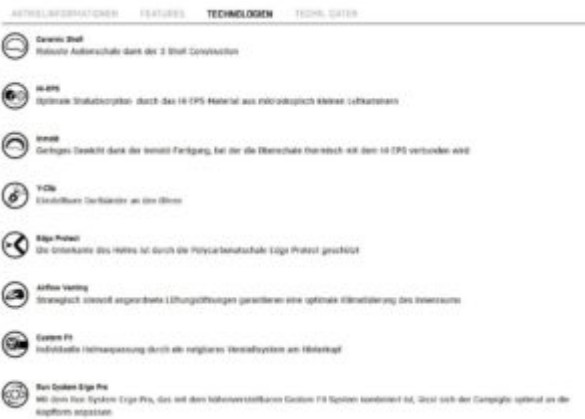 ARTIKELINFORMATIONEN FEATURES TECHNOLOGIEN TECHN. DATEN
Ceramic Shell
Robuste Außenschale dank der 3 Shell Construction
Hi-EPS
Optimale Stoßabsorption durch das Hi EPS-Material aus mikroskopisch kleinen Luftkammern
Inmold
Geringes Gewicht dank der Inmold-Fertigung, bei der die Oberschale thermisch mit dem Hi EPS verbunden wird
Y-Clip
Einstellbare Gurtbänder an den Ohren
Edge Protect
Die Unterkante des Helms ist durch die Polycarbonatschale Edge Protect geschützt
Airflow Venting
Strategisch sinnvoll angeordnete Lüftungsöffnungen garantieren eine optimale Klimatisierung des Innenraums
Custom Fit
Individuelle Helmanpassung durch ein neigbares Verstellsystem am Hinterkopf
Run System Ergo Pro
Mit dem Run System Ergo Pro, das mit dem höhenverstellbaren Custom Fit System kombiniert ist, lässt sich der Campiglio optimal an die
Kopfform anpassen